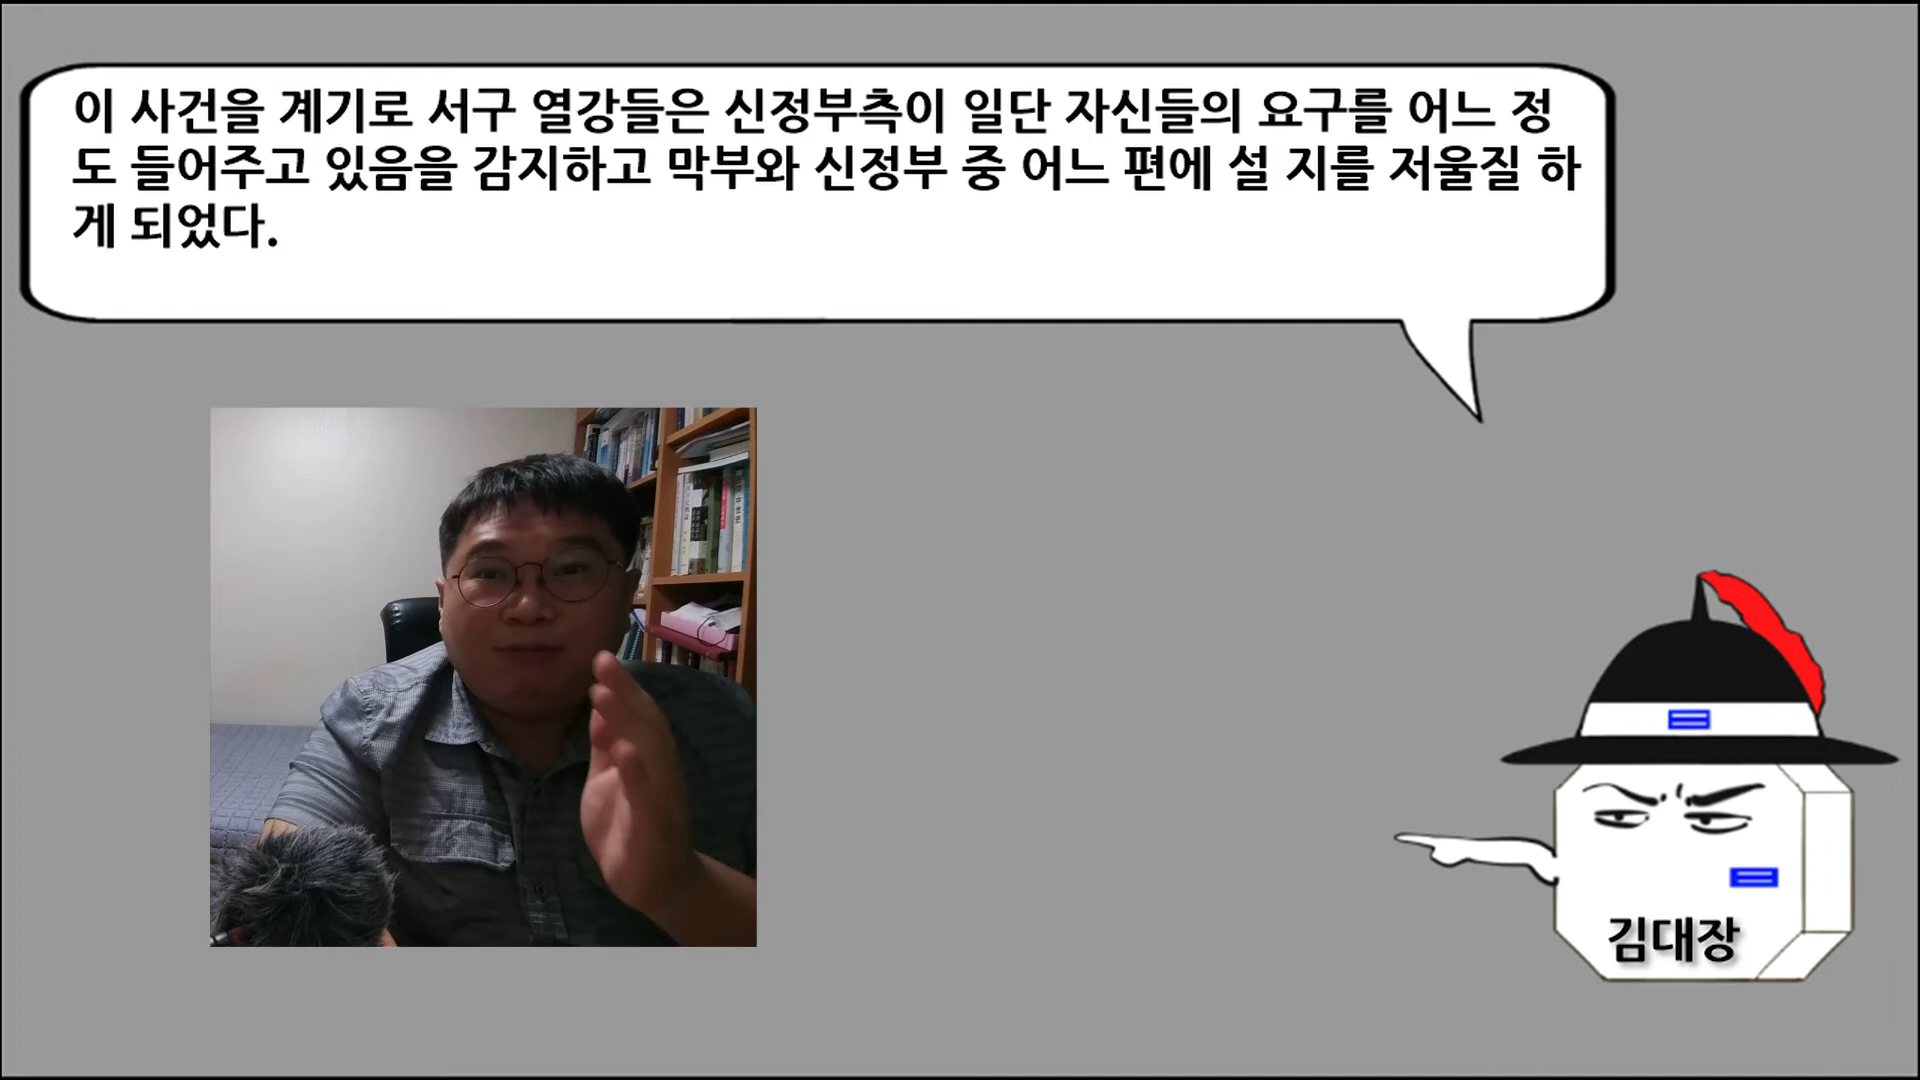 이 사건을 계기로 서구 열강들은 신정부측이 일단 자신들의 요구를 어느 정
도 들어주고 있음을 감지하고 막부와 신정부 중 어느 편에 설 지를 저울질 하
게 되었다.
김대장